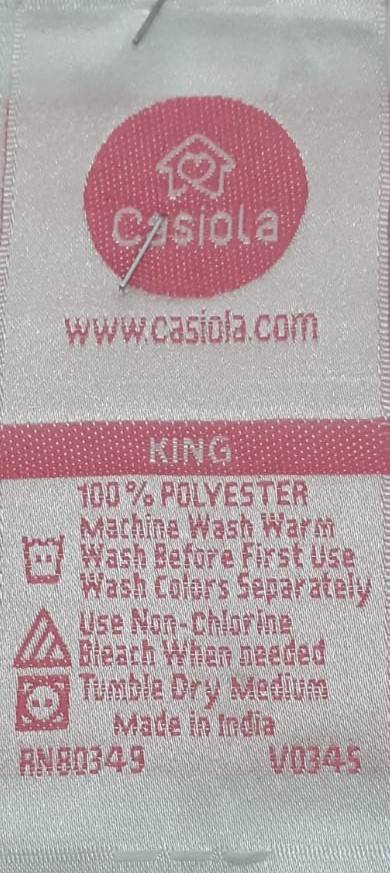 Casiola
www.casiola.com
KING
100% POLYESTER
Machine Wash Warm
Wash Before First Use
Wash Colors Separately
Use Non-Chlorine
Bleach When needed
Tumble Dry Medium
Made in India
RN80349 V0345